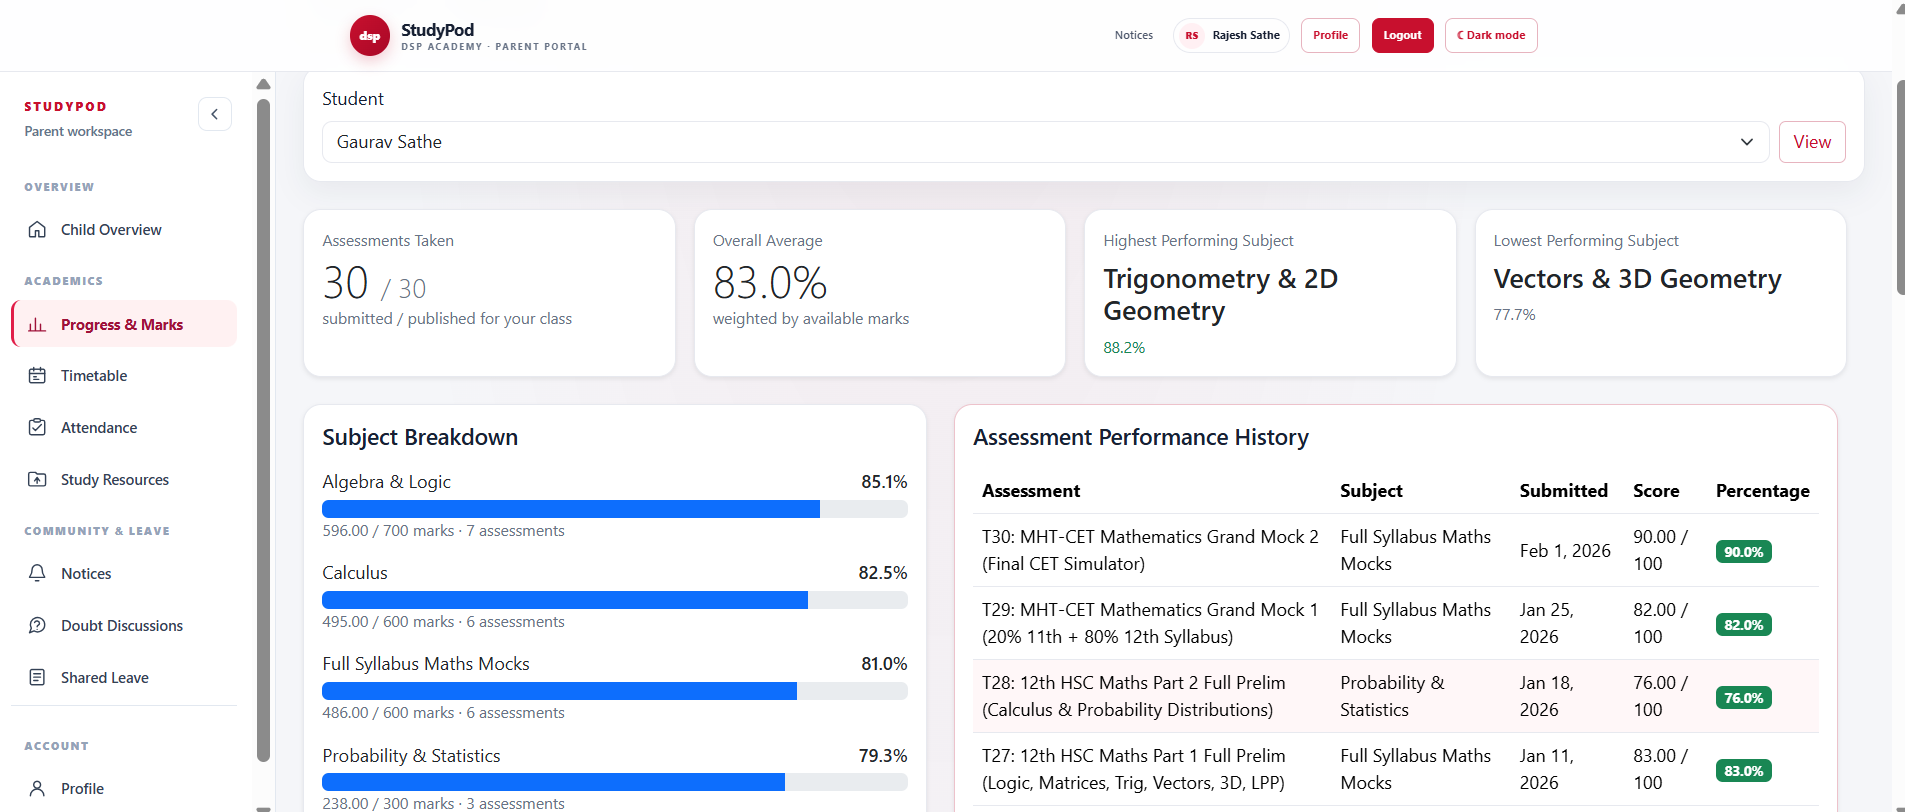 dsp
StudyPod
DSP ACADEMY · PARENT PORTAL
Notices
RS Rajesh Sathe
Profile
Logout
☾ Dark mode
STUDYPOD
Parent workspace
OVERVIEW
Child Overview
ACADEMICS
Progress & Marks
Timetable
Attendance
Study Resources
COMMUNITY & LEAVE
Notices
Doubt Discussions
Shared Leave
ACCOUNT
Profile
Student
Gaurav Sathe
View
Assessments Taken
30 / 30
submitted / published for your class
Overall Average
83.0%
weighted by available marks
Highest Performing Subject
Trigonometry & 2D
Geometry
88.2%
Lowest Performing Subject
Vectors & 3D Geometry
77.7%
Subject Breakdown
Algebra & Logic 85.1%
596.00 / 700 marks · 7 assessments
Calculus 82.5%
495.00 / 600 marks · 6 assessments
Full Syllabus Maths Mocks 81.0%
486.00 / 600 marks · 6 assessments
Probability & Statistics 79.3%
238.00 / 300 marks · 3 assessments
Assessment Performance History
Assessment Subject Submitted Score Percentage
T30: MHT-CET Mathematics Grand Mock 2 Full Syllabus Maths 90.00 /
(Final CET Simulator) Mocks Feb 1, 2026 100 90.0%
T29: MHT-CET Mathematics Grand Mock 1 Full Syllabus Maths Jan 25, 82.00 /
(20% 11th + 80% 12th Syllabus) Mocks 2026 100 82.0%
T28: 12th HSC Maths Part 2 Full Prelim Probability & Jan 18, 76.00 /
(Calculus & Probability Distributions) Statistics 2026 100 76.0%
T27: 12th HSC Maths Part 1 Full Prelim Full Syllabus Maths Jan 11, 83.00 /
(Logic, Matrices, Trig, Vectors, 3D, LPP) Mocks 2026 100 83.0%